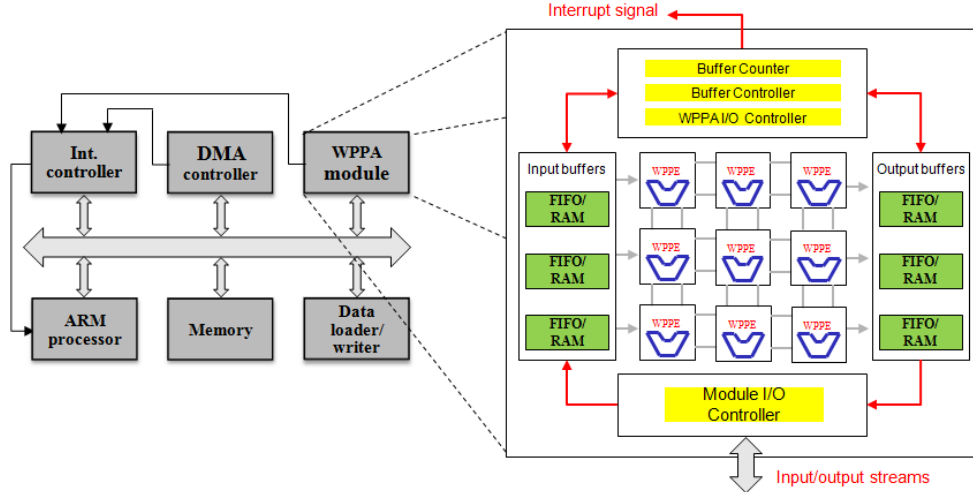 Interrupt signal
Int.
controller
DMA
controller
WPPA
module
ARM
processor
Memory
Data
loader/
writer
Buffer Counter
Buffer Controller
WPPA I/O Controller
Input buffers
FIFO/
RAM
FIFO/
RAM
FIFO/
RAM
WPPE
WPPE
WPPE
WPPE
WPPE
WPPE
WPPE
WPPE
WPPE
Output buffers
FIFO/
RAM
FIFO/
RAM
FIFO/
RAM
Module I/O
Controller
Input/output streams